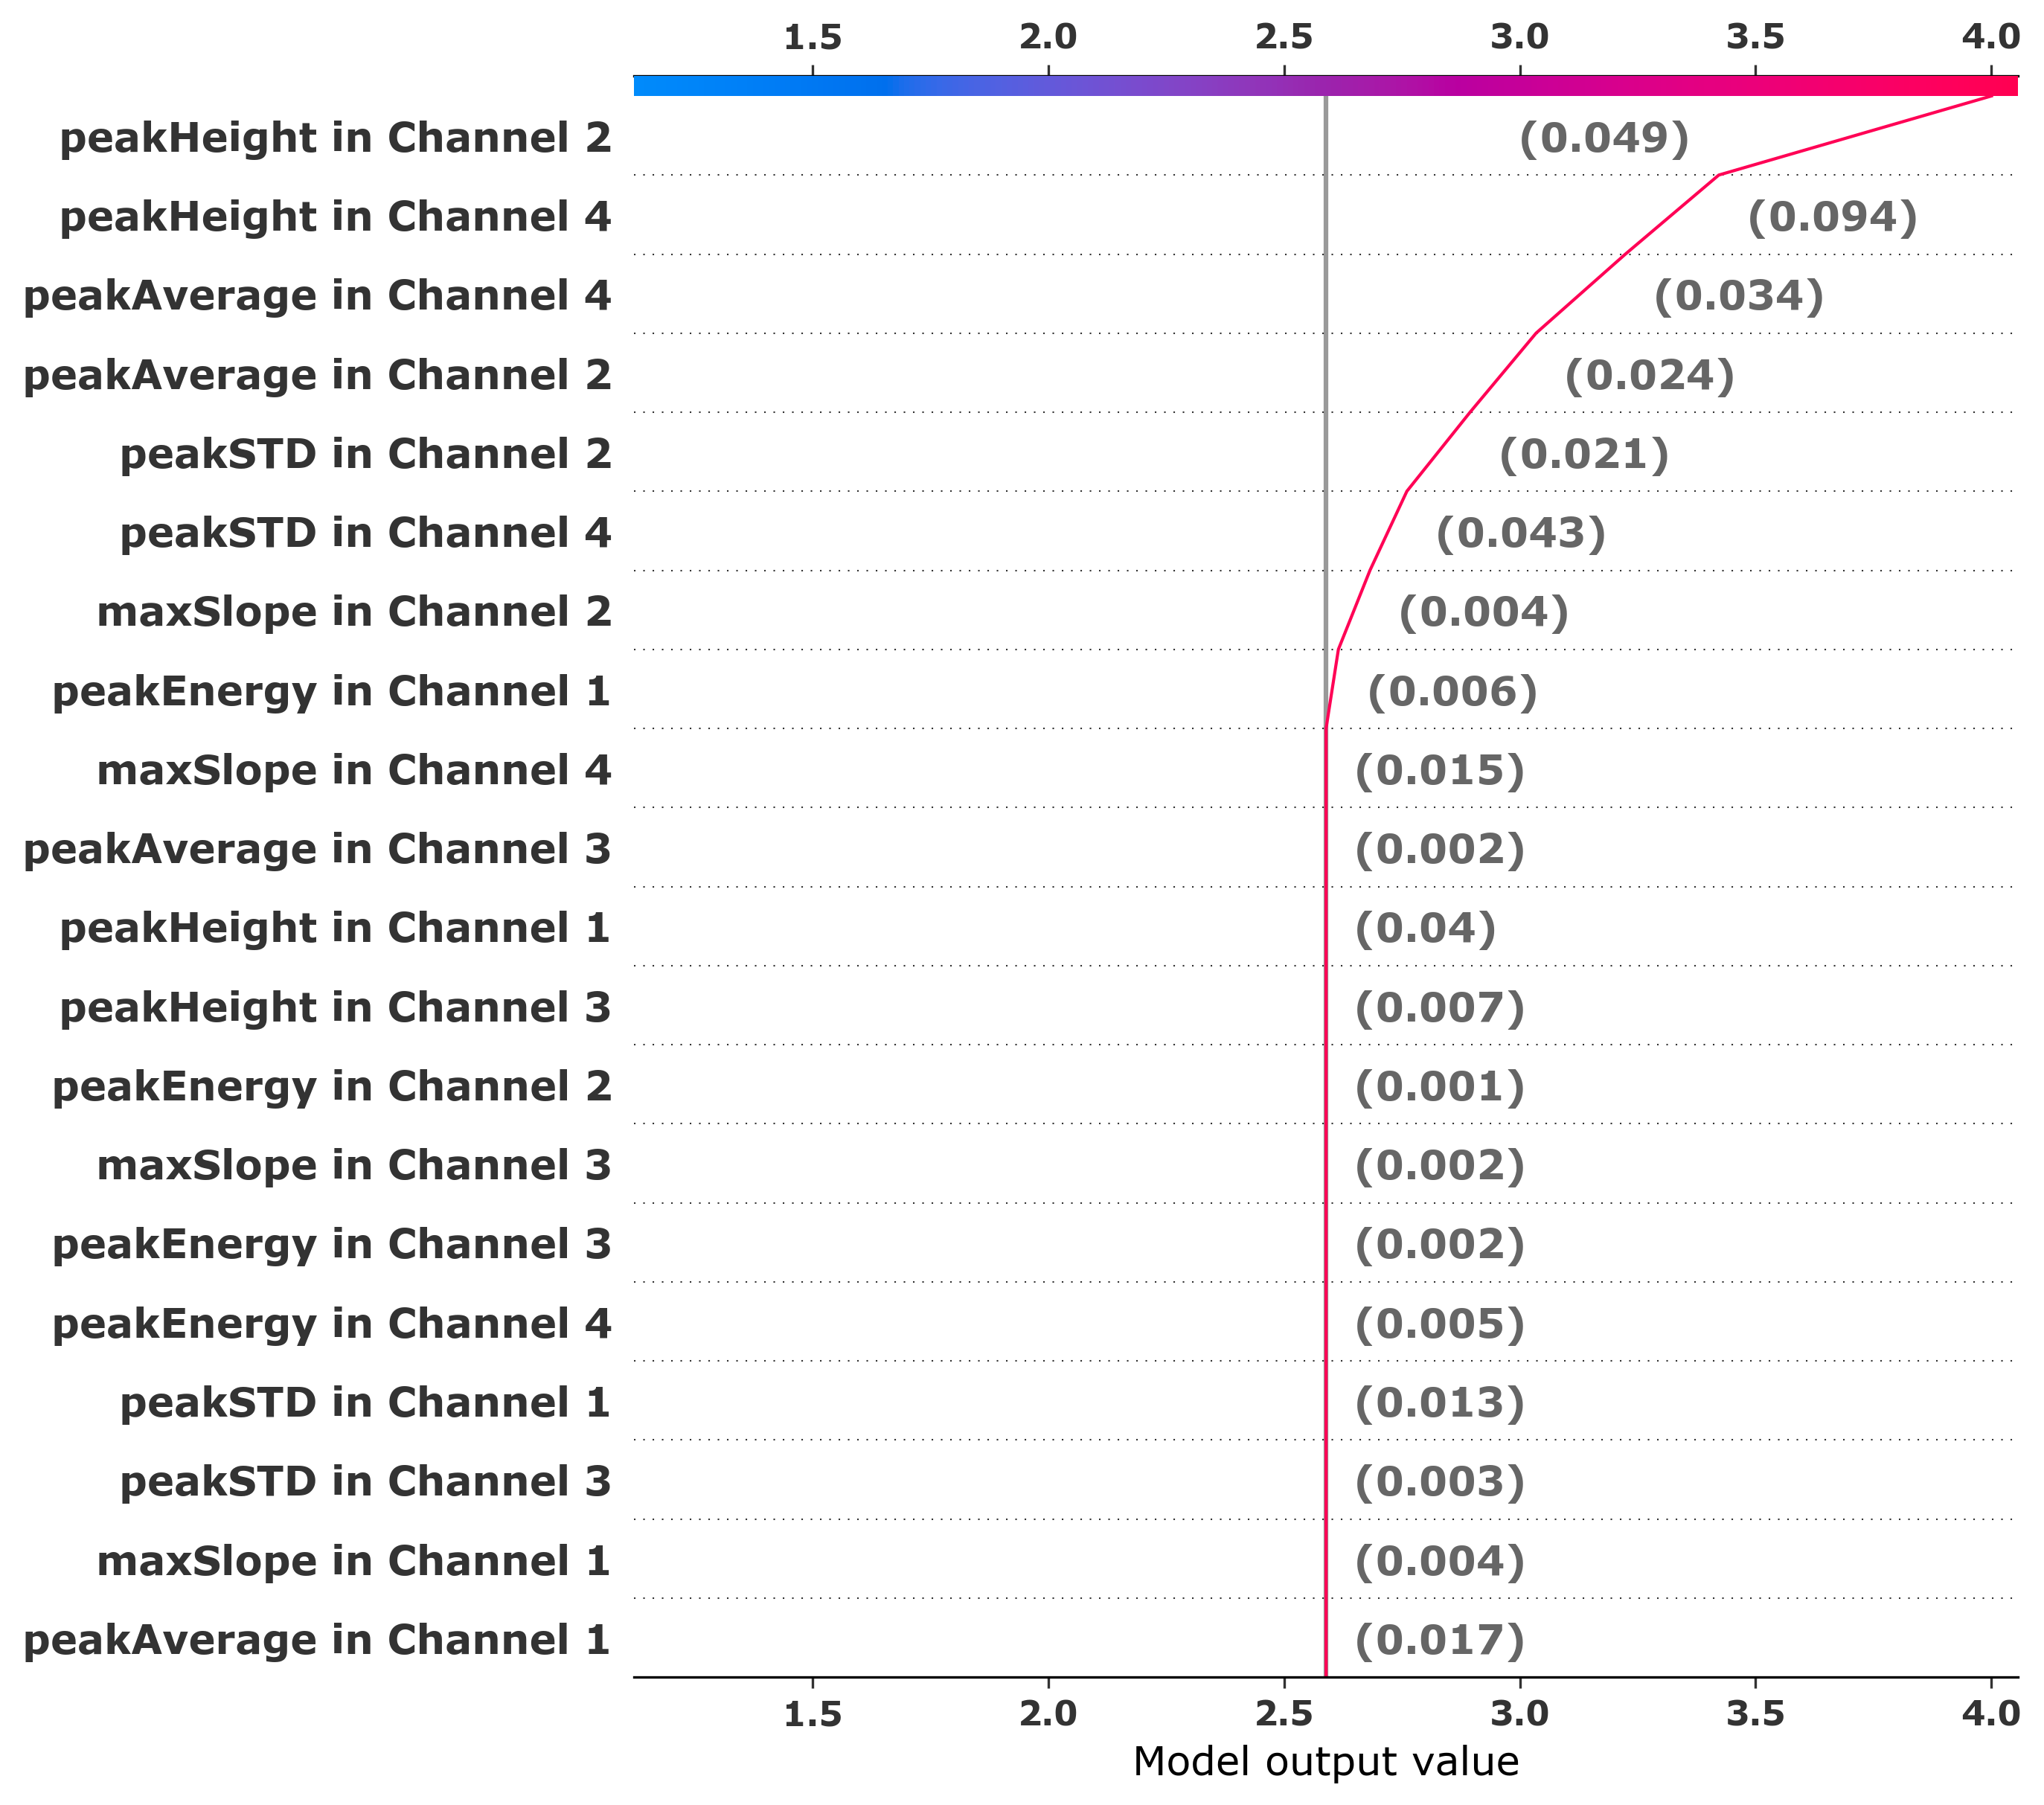 1.5 2.0 2.5 3.0 3.5 4.0
peakHeight in Channel 2 (0.049)
peakHeight in Channel 4 (0.094)
peakAverage in Channel 4 (0.034)
peakAverage in Channel 2 (0.024)
peakSTD in Channel 2 (0.021)
peakSTD in Channel 4 (0.043)
maxSlope in Channel 2 (0.004)
peakEnergy in Channel 1 (0.006)
maxSlope in Channel 4 (0.015)
peakAverage in Channel 3 (0.002)
peakHeight in Channel 1 (0.04)
peakHeight in Channel 3 (0.007)
peakEnergy in Channel 2 (0.001)
maxSlope in Channel 3 (0.002)
peakEnergy in Channel 3 (0.002)
peakEnergy in Channel 4 (0.005)
peakSTD in Channel 1 (0.013)
peakSTD in Channel 3 (0.003)
maxSlope in Channel 1 (0.004)
peakAverage in Channel 1 (0.017)
1.5 2.0 2.5 3.0 3.5 4.0
Model output value